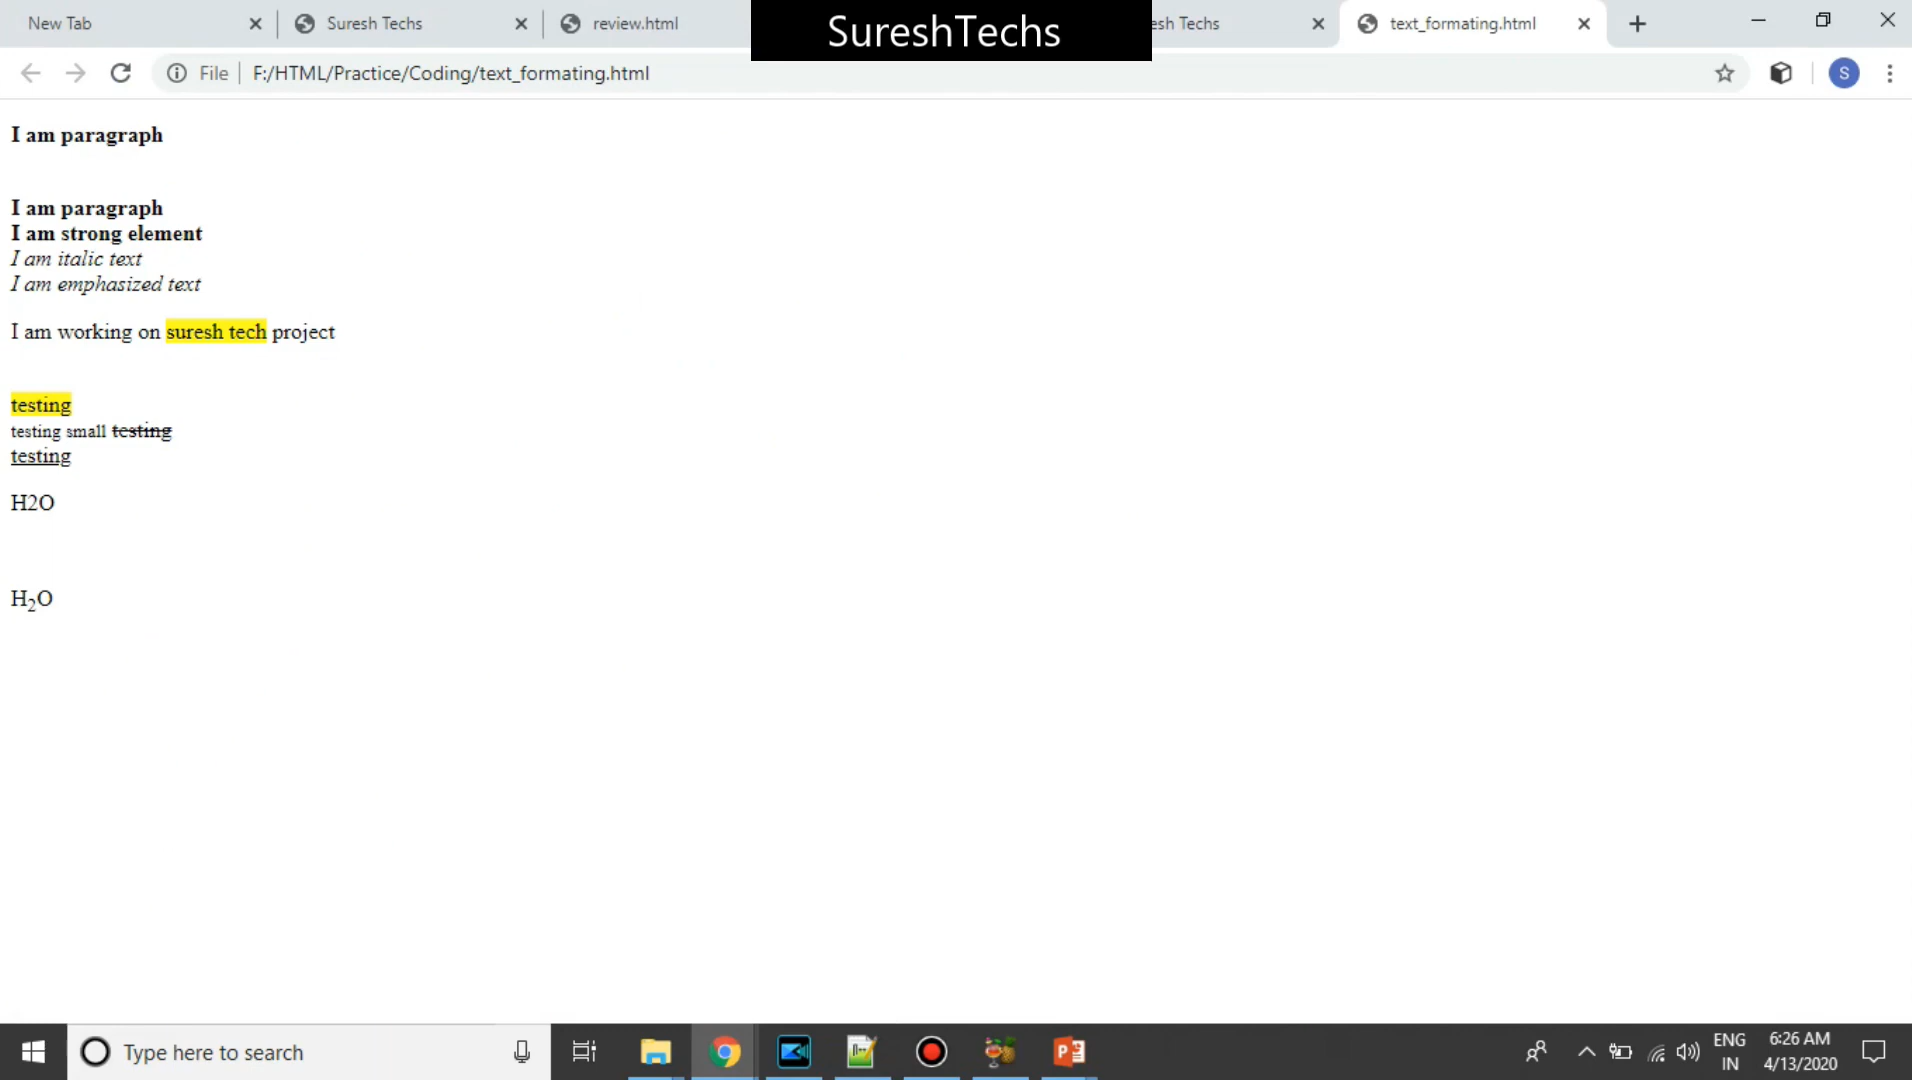 New Tab
Suresh Techs
review.html
SureshTechs
esh Techs
text_formating.html
File
F:/HTML/Practice/Coding/text_formating.html
S
I am paragraph
I am paragraph
I am strong element
I am italic text
I am emphasized text
I am working on suresh tech project
testing
testing small testing
testing
H2O
H₂O
Type here to search
ENG
IN
6:26 AM
4/13/2020